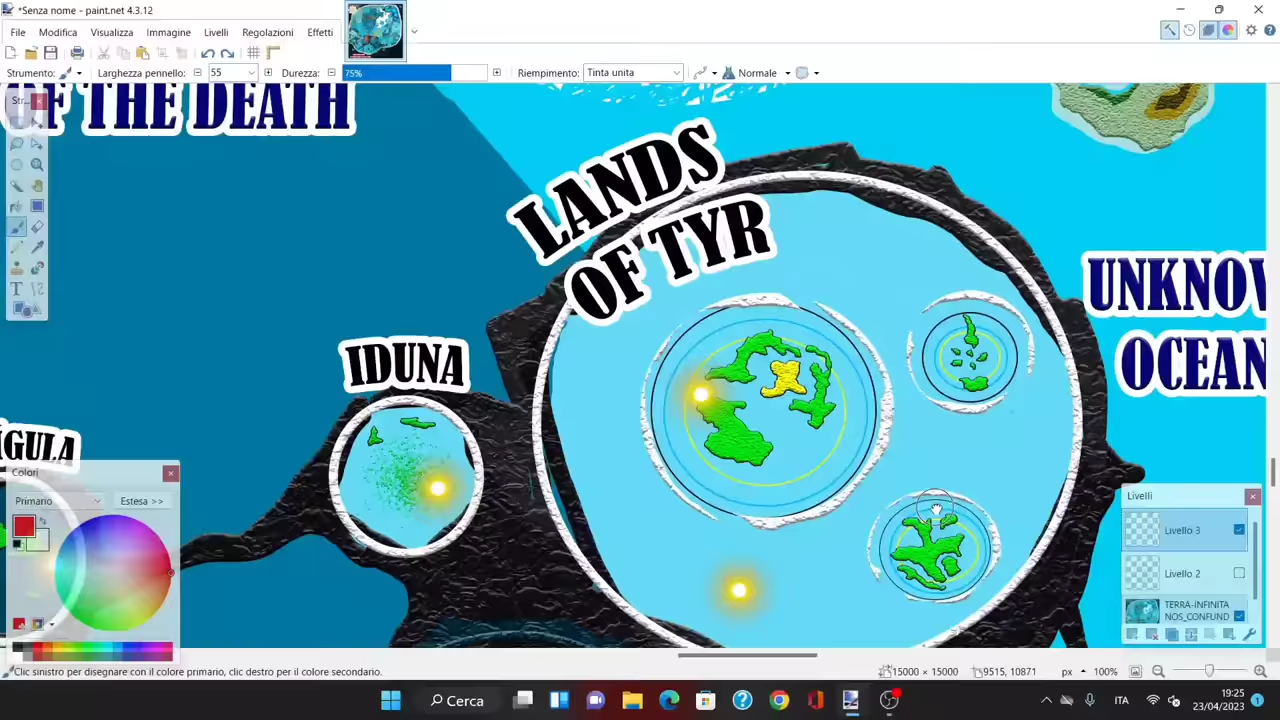 *Senza nome - paint.net 4.3.12
File Modifica Visualizza Immagine Livelli Regolazioni Effetti
Strumento: Larghezza pennello: 55 Durezza: 75% Riempimento: Tinta unita Normale
Str...
OF THE DEATH
LANDS
OF TYR
UNKNOW
OCEAN
IDUNA
IGULA
Colori
Primario Estesa >>
Livelli
Livello 3
Livello 2
TERRA-INFINITA
NOS_CONFUND
Clic sinistro per disegnare con il colore primario, clic destro per il colore secondario. 15000 × 15000 9515, 10871 px 100%
Cerca
ITA
19:25
23/04/2023